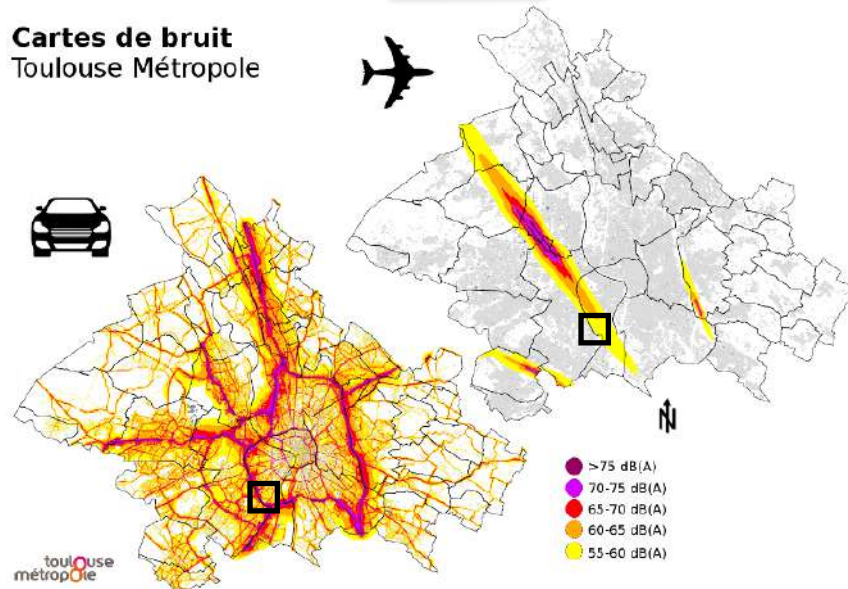 Cartes de bruit
Toulouse Métropole
N
>75 dB(A)
70-75 dB(A)
65-70 dB(A)
60-65 dB(A)
55-60 dB(A)
toulouse
métropole